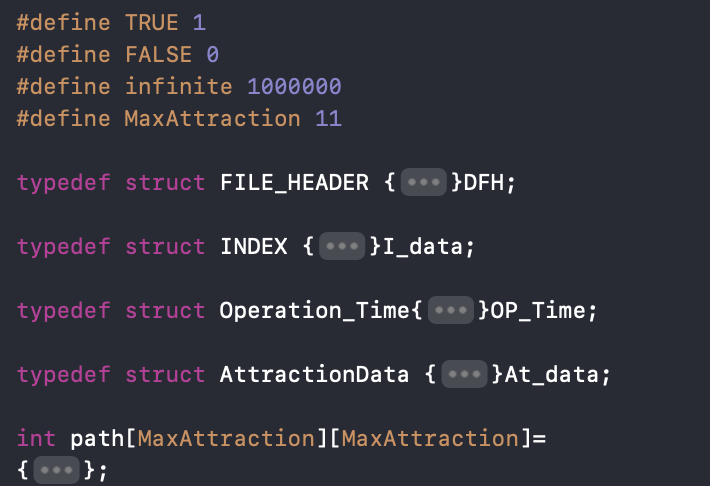 #define TRUE 1
#define FALSE 0
#define infinite 1000000
#define MaxAttraction 11
typedef struct FILE_HEADER {•••}DFH;
typedef struct INDEX {•••}I_data;
typedef struct Operation_Time{•••}OP_Time;
typedef struct AttractionData {•••}At_data;
int path[MaxAttraction][MaxAttraction]=
{•••};